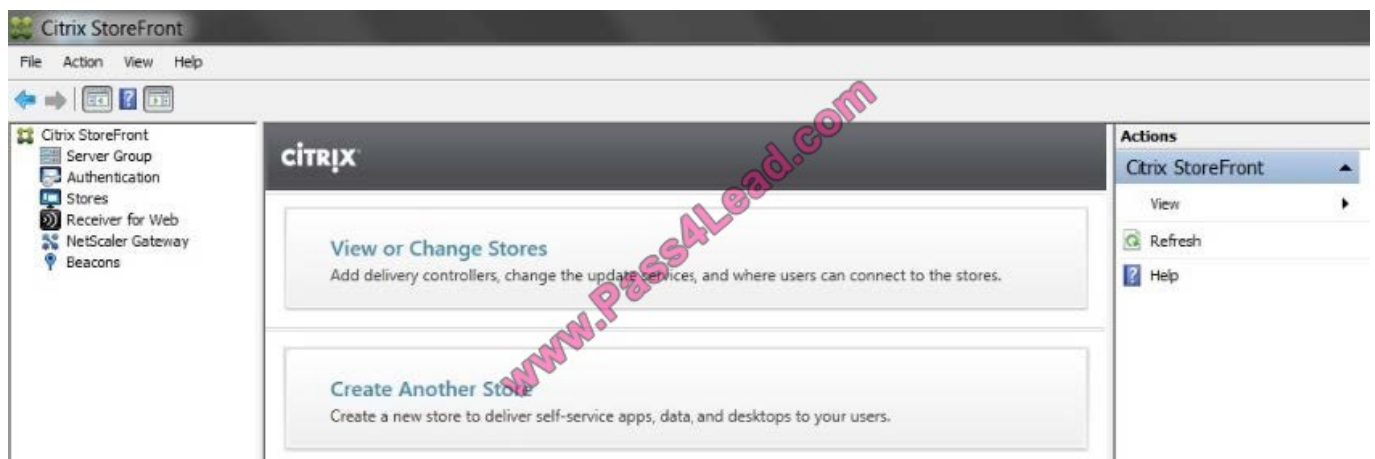 Citrix StoreFront
File Action View Help
Citrix StoreFront
Server Group
Authentication
Stores
Receiver for Web
NetScaler Gateway
Beacons
CITRIX
View or Change Stores
Add delivery controllers, change the update services, and where users can connect to the stores.
Create Another Store
Create a new store to deliver self-service apps, data, and desktops to your users.
Actions
Citrix StoreFront
View
Refresh
Help
www.Pass4Lead.com